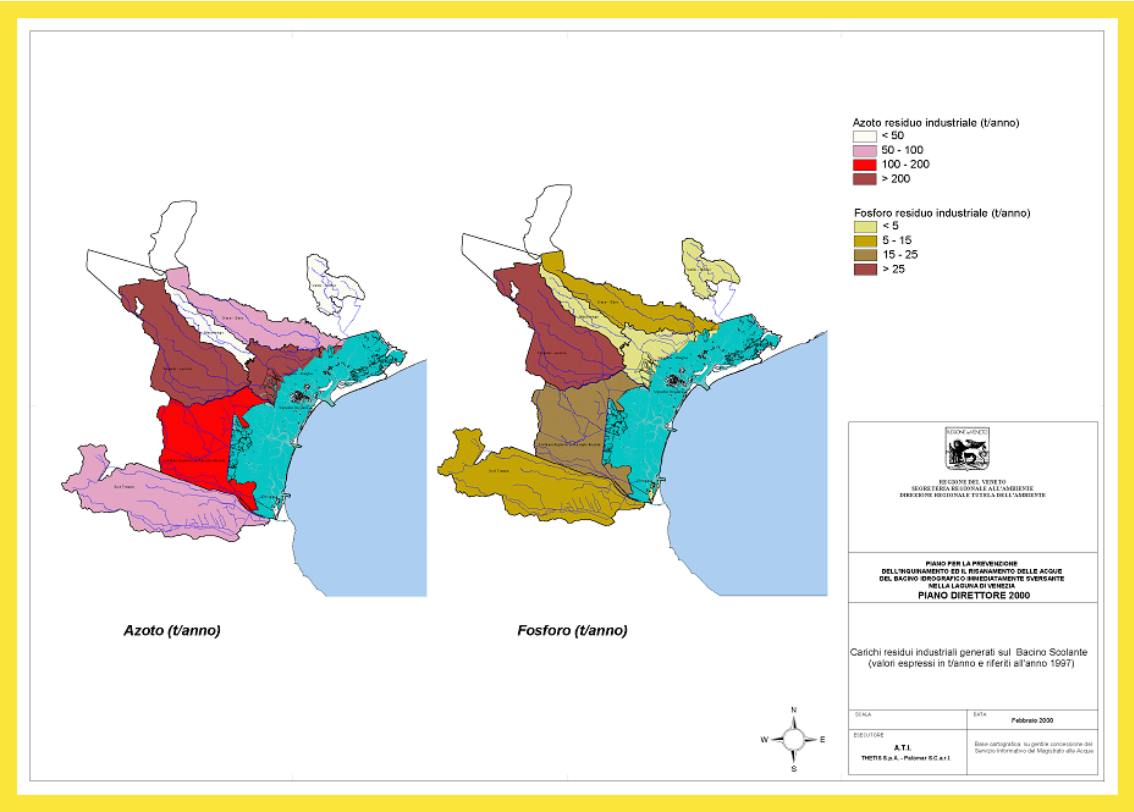 Azoto residuo industriale (t/anno)
< 50
50 - 100
100 - 200
> 200
Fosforo residuo industriale (t/anno)
< 5
5 - 15
15 - 25
> 25
Azoto (t/anno)
Fosforo (t/anno)
N
W
E
S
REGIONE DEL VENETO
SEGRETERIA REGIONALE ALL'AMBIENTE
DIREZIONE REGIONALE TUTELA DELL'AMBIENTE
PIANO PER LA PREVENZIONE
DELL'INQUINAMENTO ED IL RISANAMENTO DELLE ACQUE
DEL BACINO IDROGRAFICO IMMEDIATAMENTE SVERSANTE
NELLA LAGUNA DI VENEZIA
PIANO DIRETTORE 2000
Carichi residui industriali generati sul Bacino Scolante
(valori espressi in t/anno e riferiti all'anno 1997)
SCALA
DATA
Febbraio 2000
ESECUTORE
A.T.I.
THETIS S.p.A. - Palomar S.C.a.r.l.
Base cartografica su gentile concessione del
Servizio Informativo del Magistrato alle Acque